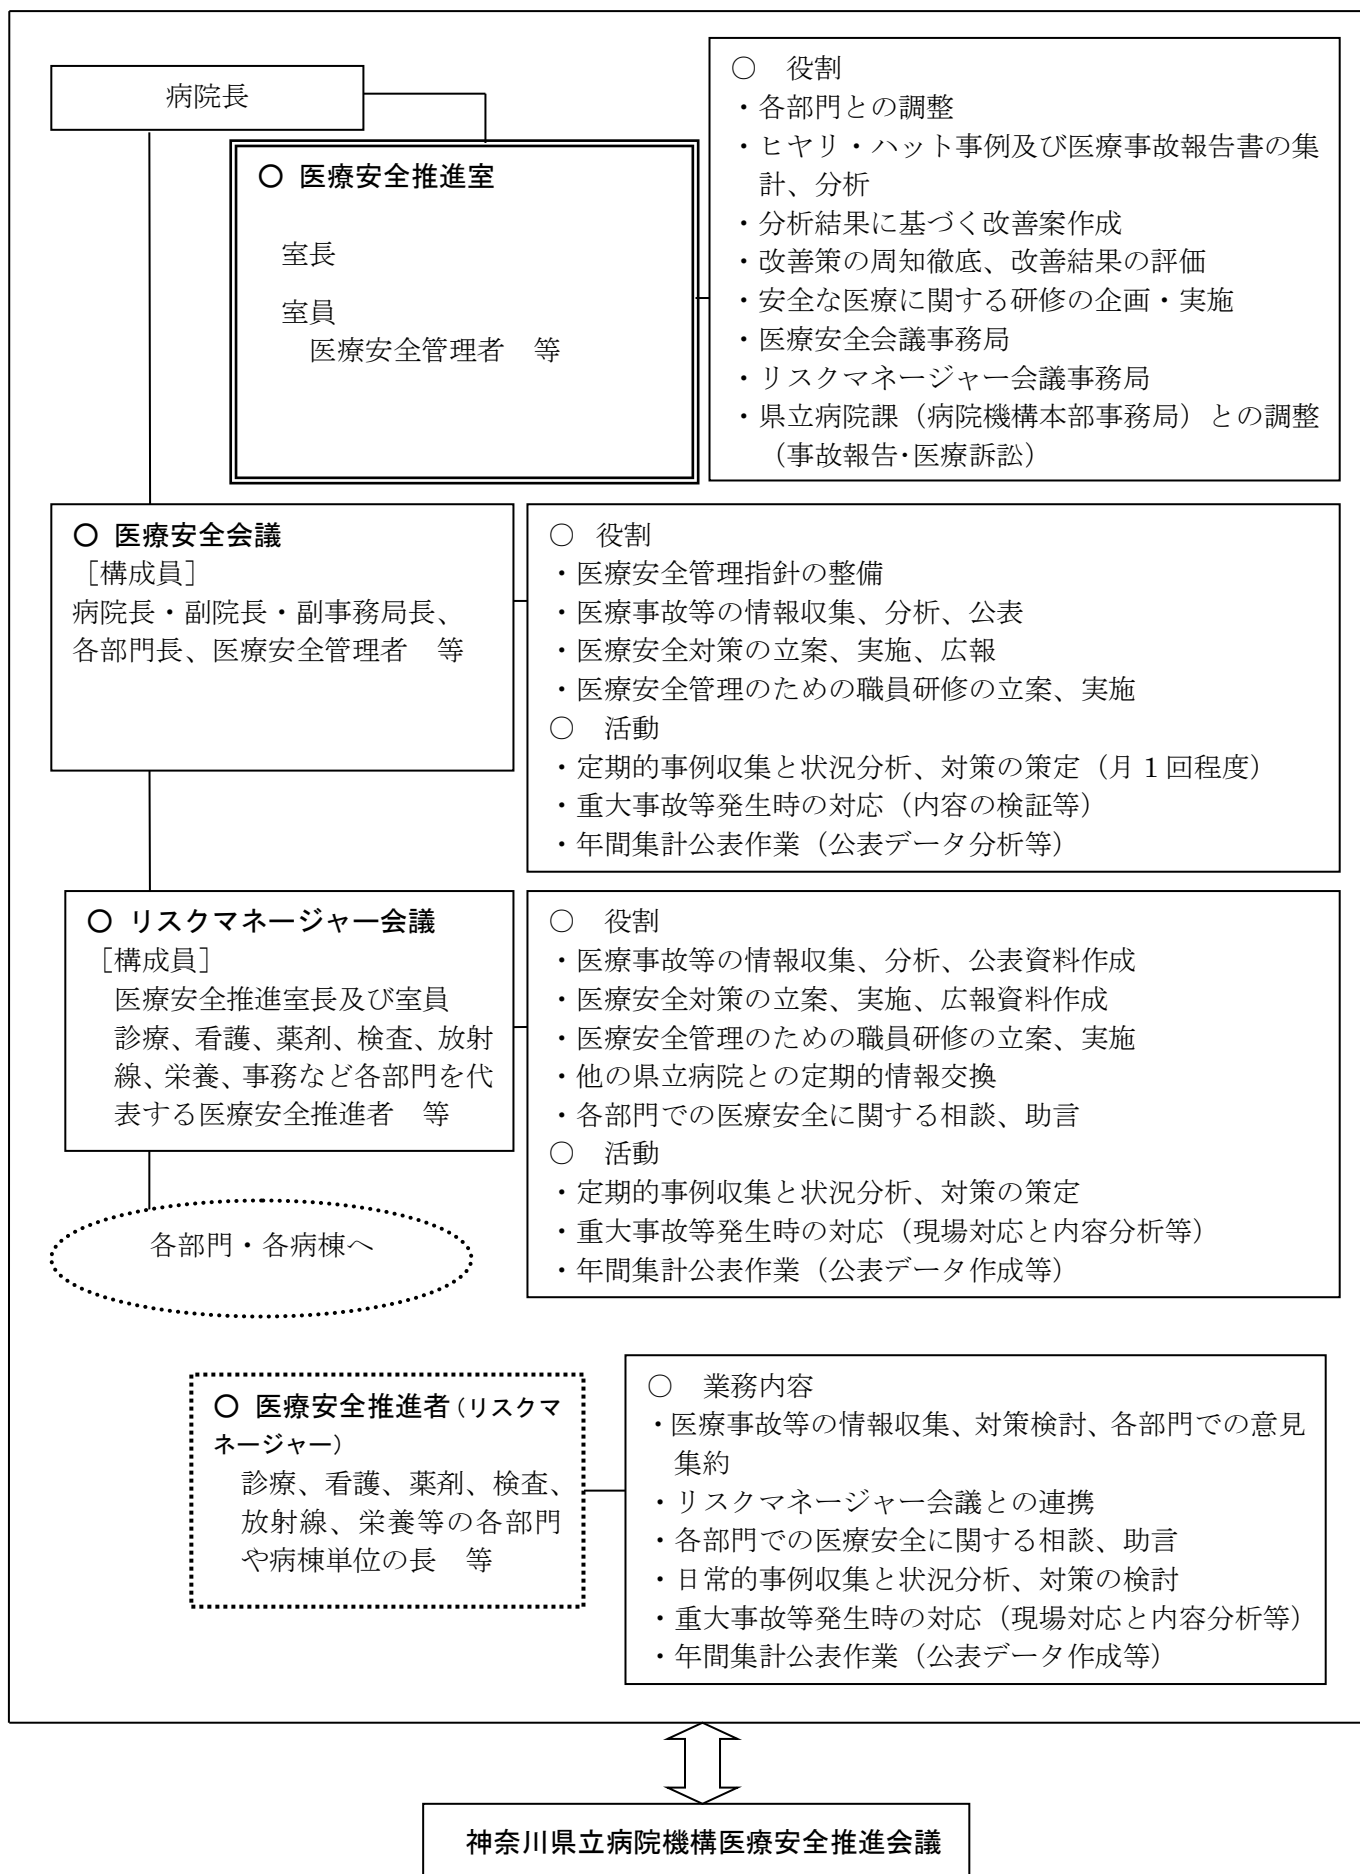 病院長
○ 医療安全推進室
室長
室員
医療安全管理者 等
○ 役割
・各部門との調整
・ヒヤリ・ハット事例及び医療事故報告書の集
計、分析
・分析結果に基づく改善案作成
・改善策の周知徹底、改善結果の評価
・安全な医療に関する研修の企画・実施
・医療安全会議事務局
・リスクマネージャー会議事務局
・県立病院課（病院機構本部事務局）との調整
（事故報告･医療訴訟）
○ 医療安全会議
［構成員］
病院長・副院長・副事務局長、
各部門長、医療安全管理者 等
○ 役割
・医療安全管理指針の整備
・医療事故等の情報収集、分析、公表
・医療安全対策の立案、実施、広報
・医療安全管理のための職員研修の立案、実施
○ 活動
・定期的事例収集と状況分析、対策の策定（月 1 回程度）
・重大事故等発生時の対応（内容の検証等）
・年間集計公表作業（公表データ分析等）
○ リスクマネージャー会議
［構成員］
医療安全推進室長及び室員
診療、看護、薬剤、検査、放射
線、栄養、事務など各部門を代
表する医療安全推進者 等
○ 役割
・医療事故等の情報収集、分析、公表資料作成
・医療安全対策の立案、実施、広報資料作成
・医療安全管理のための職員研修の立案、実施
・他の県立病院との定期的情報交換
・各部門での医療安全に関する相談、助言
○ 活動
・定期的事例収集と状況分析、対策の策定
・重大事故等発生時の対応（現場対応と内容分析等）
・年間集計公表作業（公表データ作成等）
各部門・各病棟へ
○ 医療安全推進者（リスクマ
ネージャー）
診療、看護、薬剤、検査、
放射線、栄養等の各部門
や病棟単位の長 等
○ 業務内容
・医療事故等の情報収集、対策検討、各部門での意見
集約
・リスクマネージャー会議との連携
・各部門での医療安全に関する相談、助言
・日常的事例収集と状況分析、対策の検討
・重大事故等発生時の対応（現場対応と内容分析等）
・年間集計公表作業（公表データ作成等）
神奈川県立病院機構医療安全推進会議